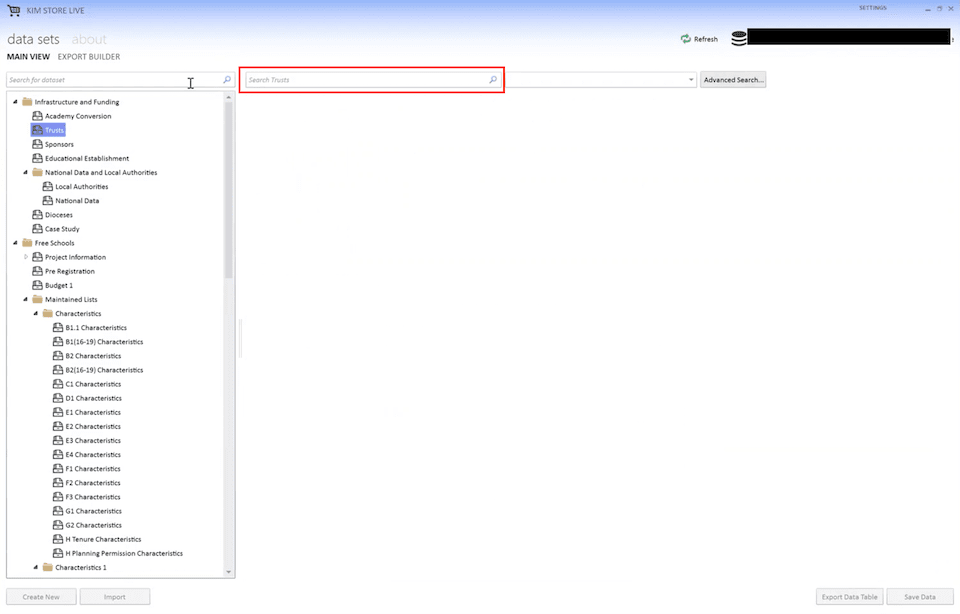 KIM STORE LIVE
SETTINGS
data sets about
Refresh
MAIN VIEW EXPORT BUILDER
Search for dataset
Search Trusts
Advanced Search...
Infrastructure and Funding
Academy Conversion
Trusts
Sponsors
Educational Establishment
National Data and Local Authorities
Local Authorities
National Data
Dioceses
Case Study
Free Schools
Project Information
Pre Registration
Budget 1
Maintained Lists
Characteristics
B1.1 Characteristics
B1(16-19) Characteristics
B2 Characteristics
B2(16-19) Characteristics
C1 Characteristics
D1 Characteristics
E1 Characteristics
E2 Characteristics
E3 Characteristics
E4 Characteristics
F1 Characteristics
F2 Characteristics
F3 Characteristics
G1 Characteristics
G2 Characteristics
H Tenure Characteristics
H Planning Permission Characteristics
Characteristics 1
Create New
Import
Export Data Table
Save Data